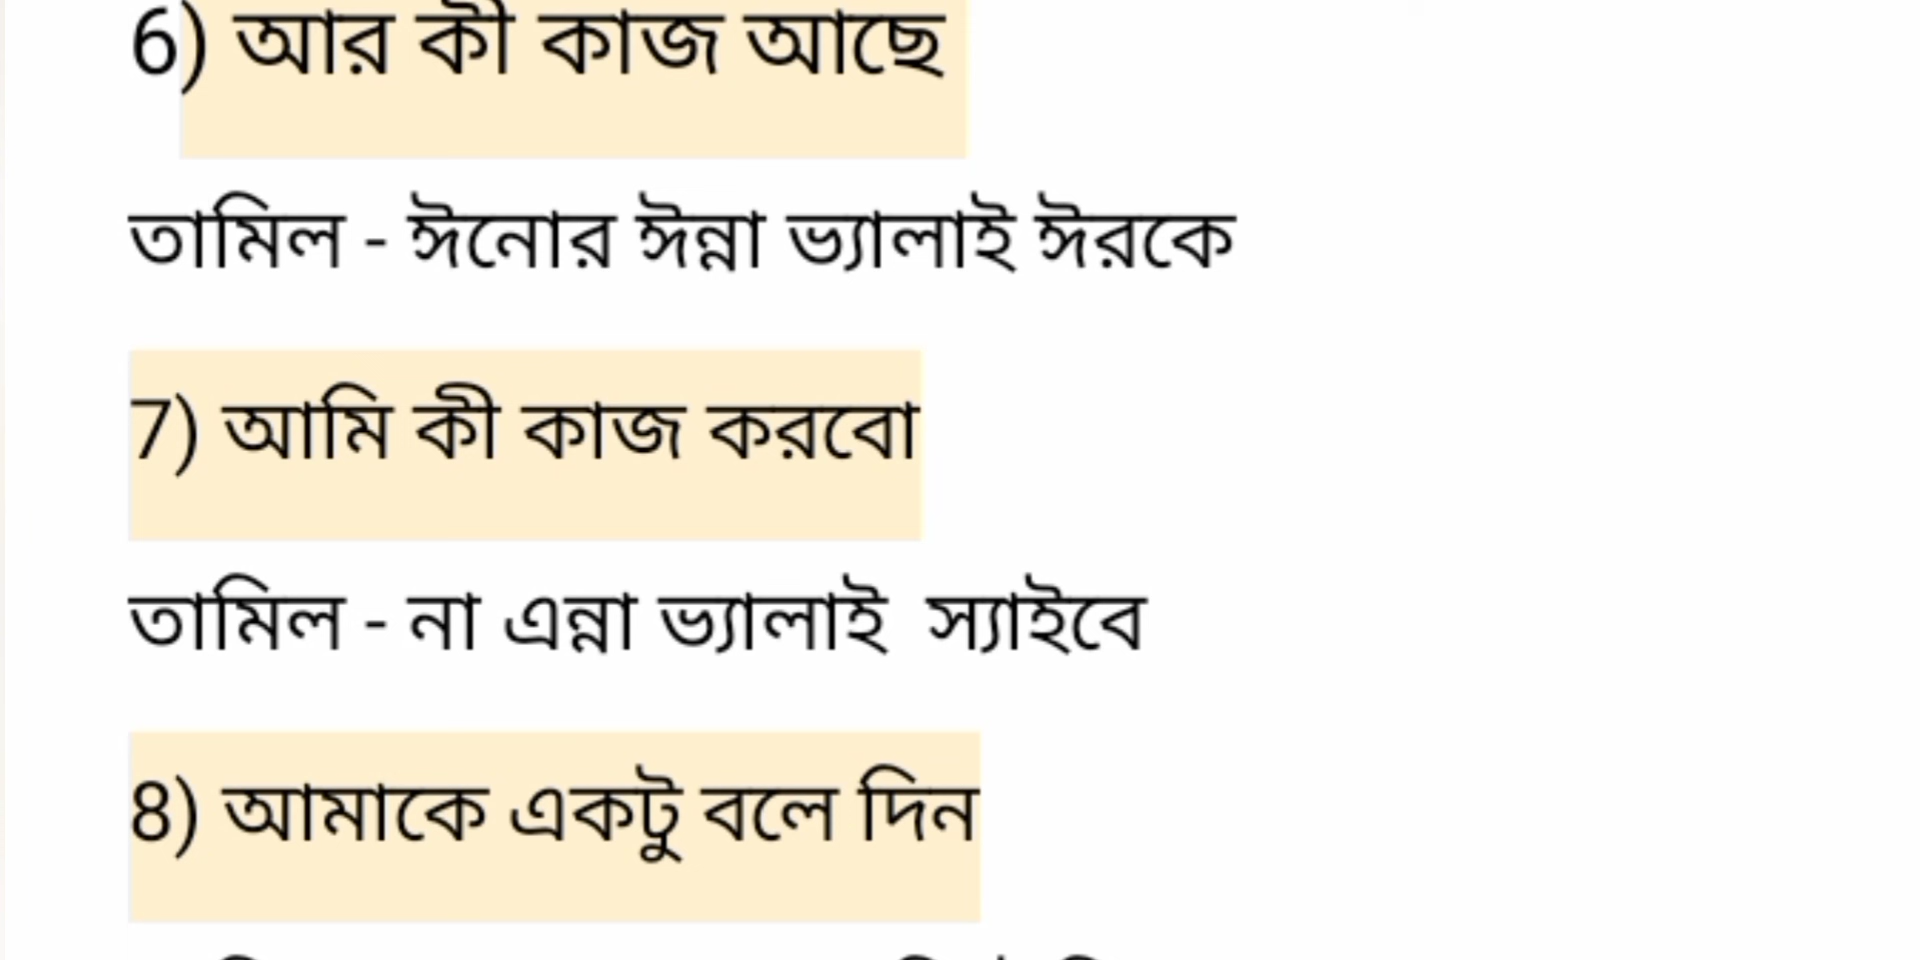 6) আর কী কাজ আছে
তামিল - ঈনোর ঈন্না ভ্যালাই ঈরকে
7) আমি কী কাজ করবো
তামিল - না এন্না ভ্যালাই স্যাইবে
8) আমাকে একটু বলে দিন